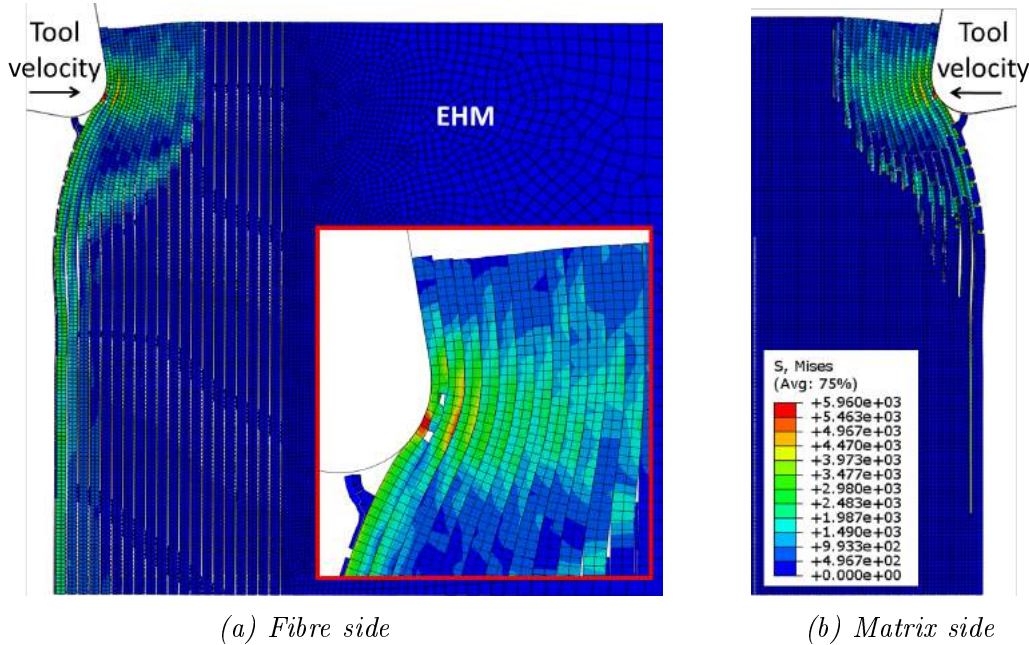 Tool
velocity
EHM
Tool
velocity
S, Mises
(Avg: 75%)
+5.960e+03
+5.463e+03
+4.967e+03
+4.470e+03
+3.973e+03
+3.477e+03
+2.980e+03
+2.483e+03
+1.987e+03
+1.490e+03
+9.933e+02
+4.967e+02
+0.000e+00
(a) Fibre side
(b) Matrix side